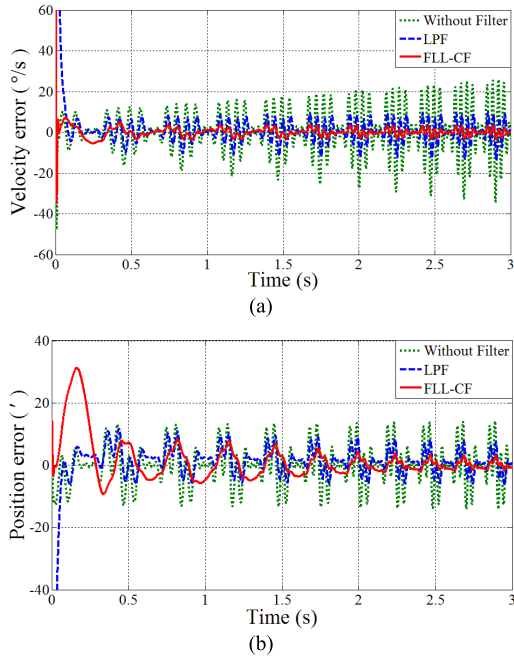 60
40
20
0
-20
-40
-60
Velocity error ( °/s )
Without Filter
LPF
FLL-CF
0
0.5
1
1.5
2
2.5
3
Time (s)
(a)
40
20
0
-20
-40
Position error ( ′ )
Without Filter
LPF
FLL-CF
0
0.5
1
1.5
2
2.5
3
Time (s)
(b)